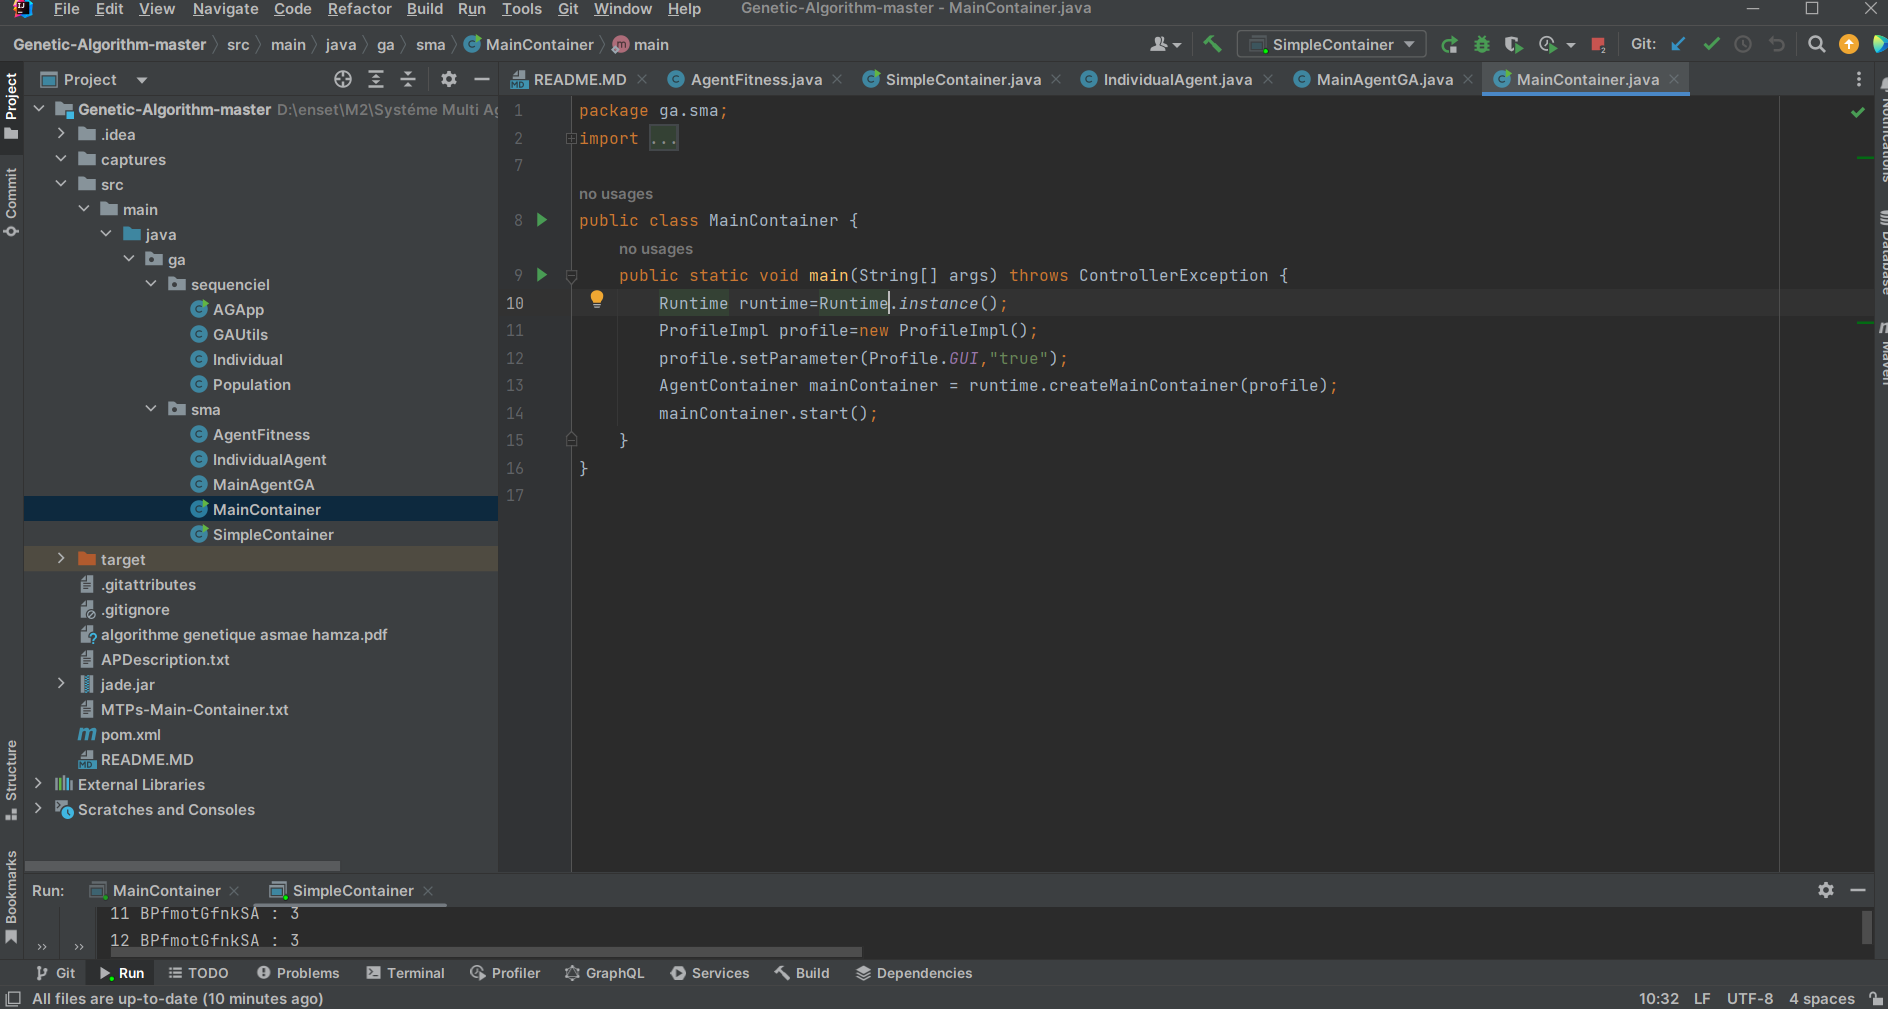 File Edit View Navigate Code Refactor Build Run Tools Git Window Help Genetic-Algorithm-master - MainContainer.java
Genetic-Algorithm-master src main java ga sma MainContainer main SimpleContainer Git:
Project
README.MD AgentFitness.java SimpleContainer.java IndividualAgent.java MainAgentGA.java MainContainer.java
Project
Commit
Structure
Bookmarks
Genetic-Algorithm-master D:\enset\M2\Systéme Multi Ag
.idea
captures
src
main
java
ga
sequenciel
AGApp
GAUtils
Individual
Population
sma
AgentFitness
IndividualAgent
MainAgentGA
MainContainer
SimpleContainer
target
.gitattributes
.gitignore
algorithme genetique asmae hamza.pdf
APDescription.txt
jade.jar
MTPs-Main-Container.txt
pom.xml
README.MD
External Libraries
Scratches and Consoles
1 package ga.sma;
2 import ...
7
no usages
8 public class MainContainer {
no usages
9 public static void main(String[] args) throws ControllerException {
10 Runtime runtime=Runtime.instance();
11 ProfileImpl profile=new ProfileImpl();
12 profile.setParameter(Profile.GUI,"true");
13 AgentContainer mainContainer = runtime.createMainContainer(profile);
14 mainContainer.start();
15 }
16 }
17
Notifications
Database
Maven
Run: MainContainer SimpleContainer
11 BPfmotGfnkSA : 3
12 BPfmotGfnkSA : 3
Git Run TODO Problems Terminal Profiler GraphQL Services Build Dependencies
All files are up-to-date (10 minutes ago) 10:32 LF UTF-8 4 spaces